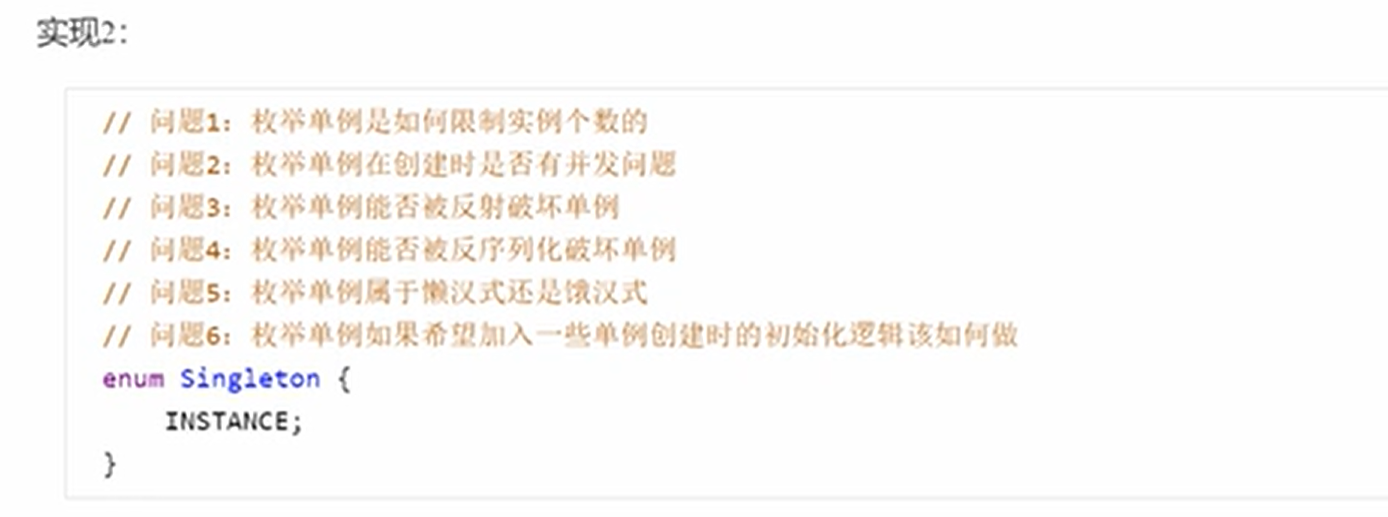 实现2：
// 问题1：枚举单例是如何限制实例个数的
// 问题2：枚举单例在创建时是否有并发问题
// 问题3：枚举单例能否被反射破坏单例
// 问题4：枚举单例能否被反序列化破坏单例
// 问题5：枚举单例属于懒汉式还是饿汉式
// 问题6：枚举单例如果希望加入一些单例创建时的初始化逻辑该如何做
enum Singleton {
    INSTANCE;
}